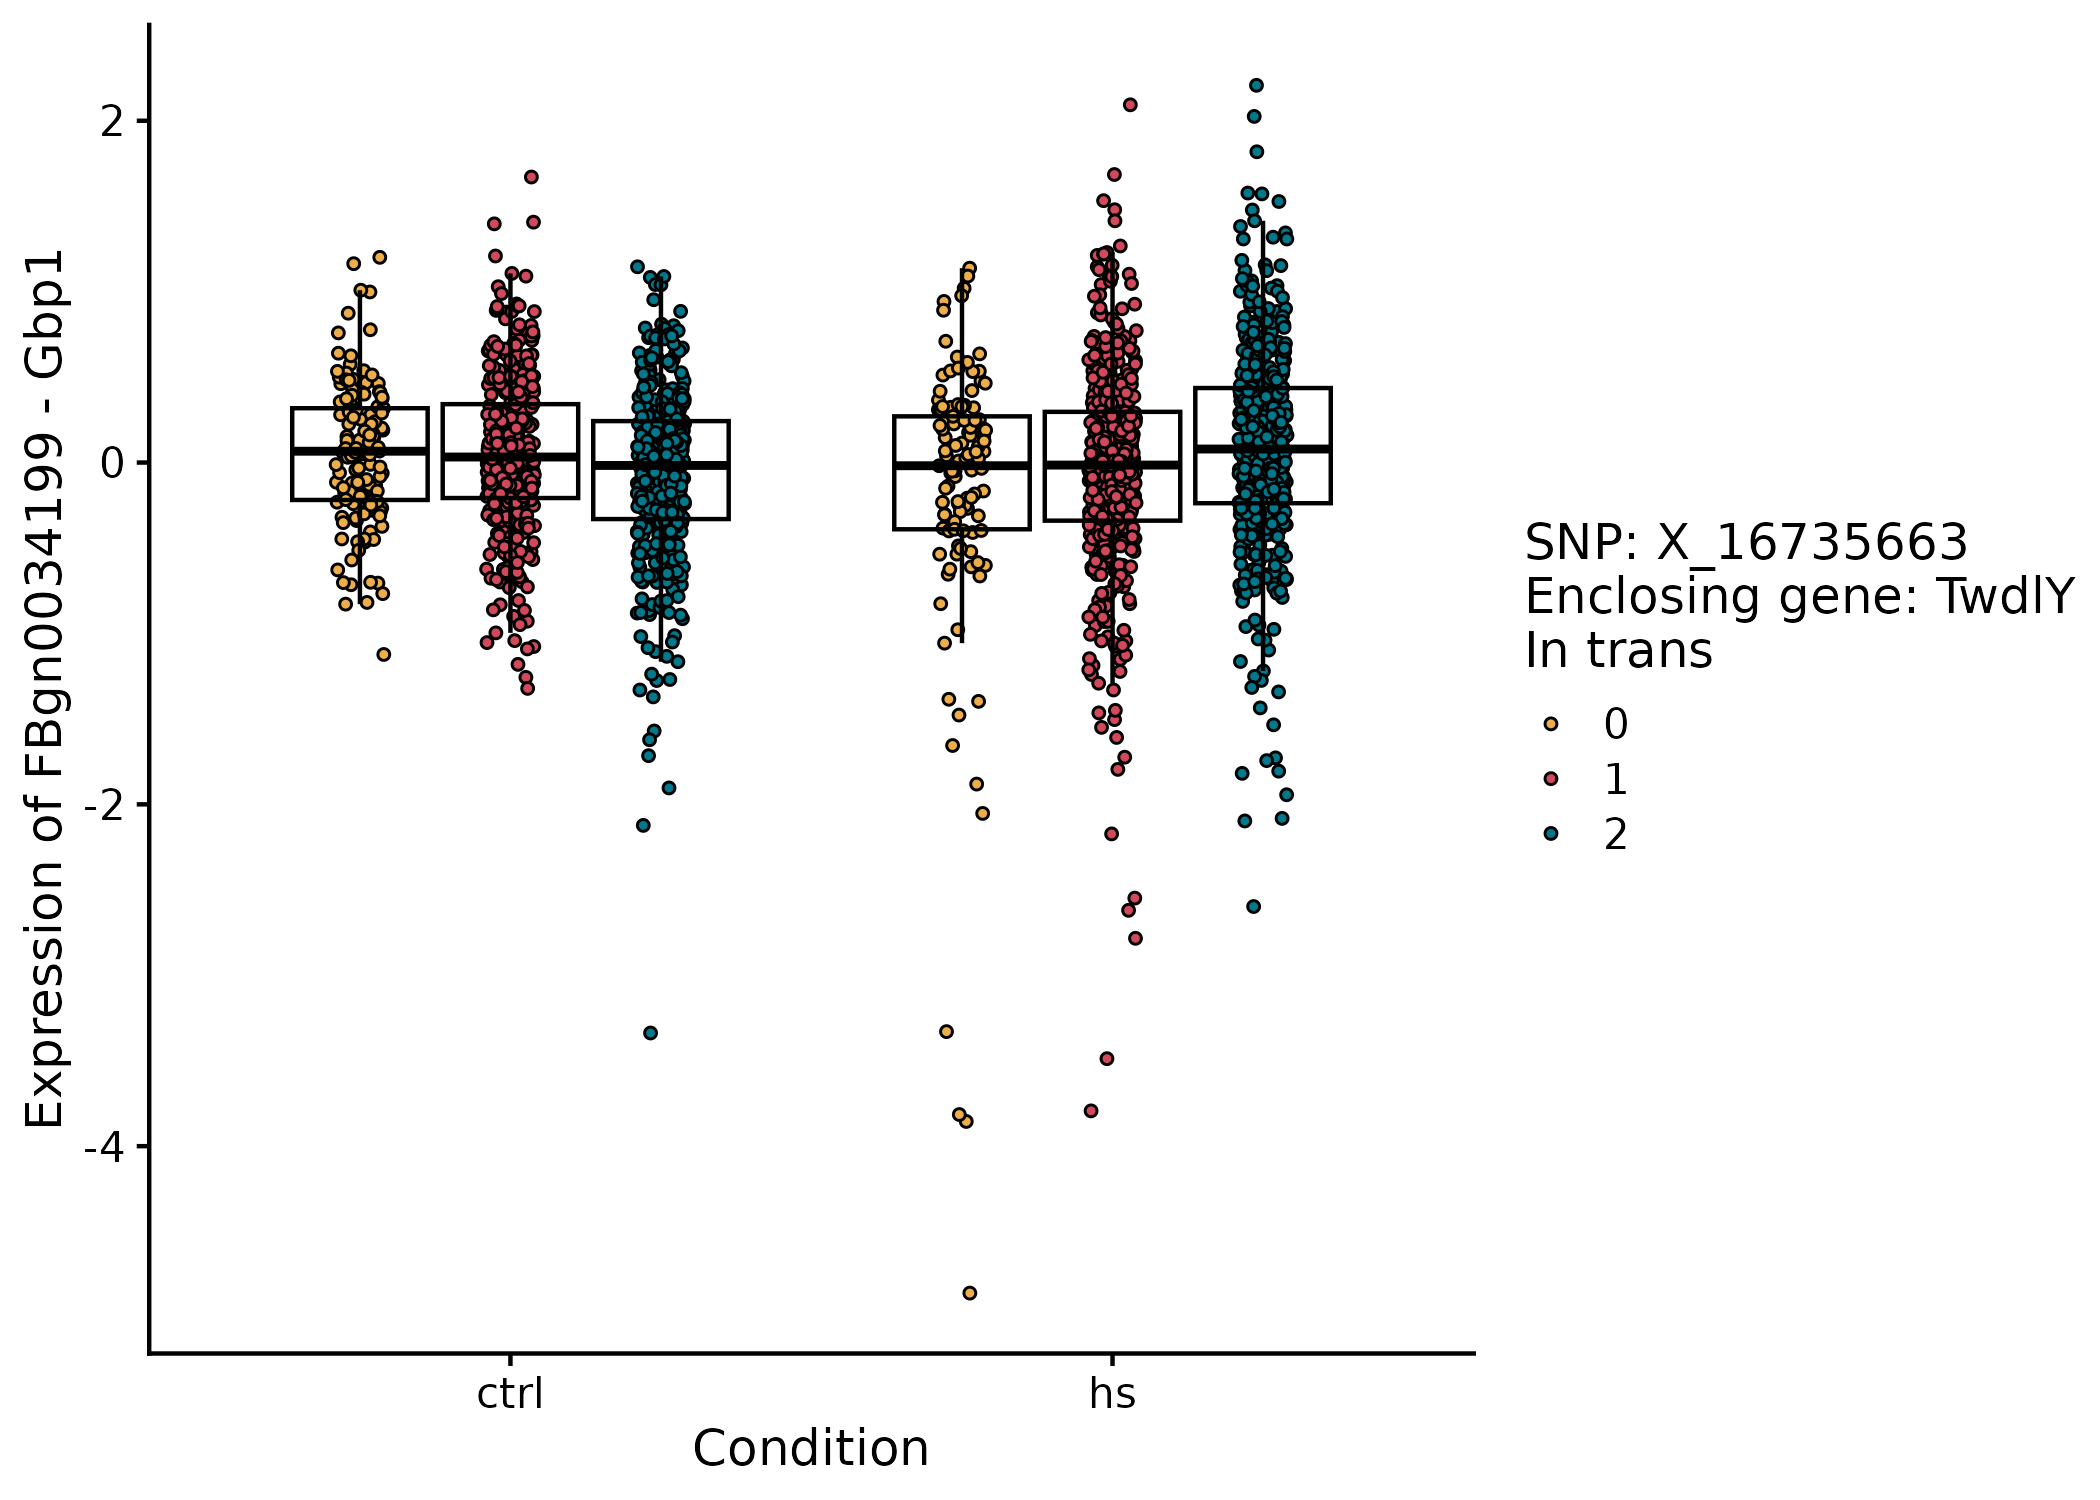 Expression of FBgn0034199 - Gbp1
2
0
-2
-4
ctrl
hs
Condition
SNP: X_16735663
Enclosing gene: TwdlY
In trans
0
1
2